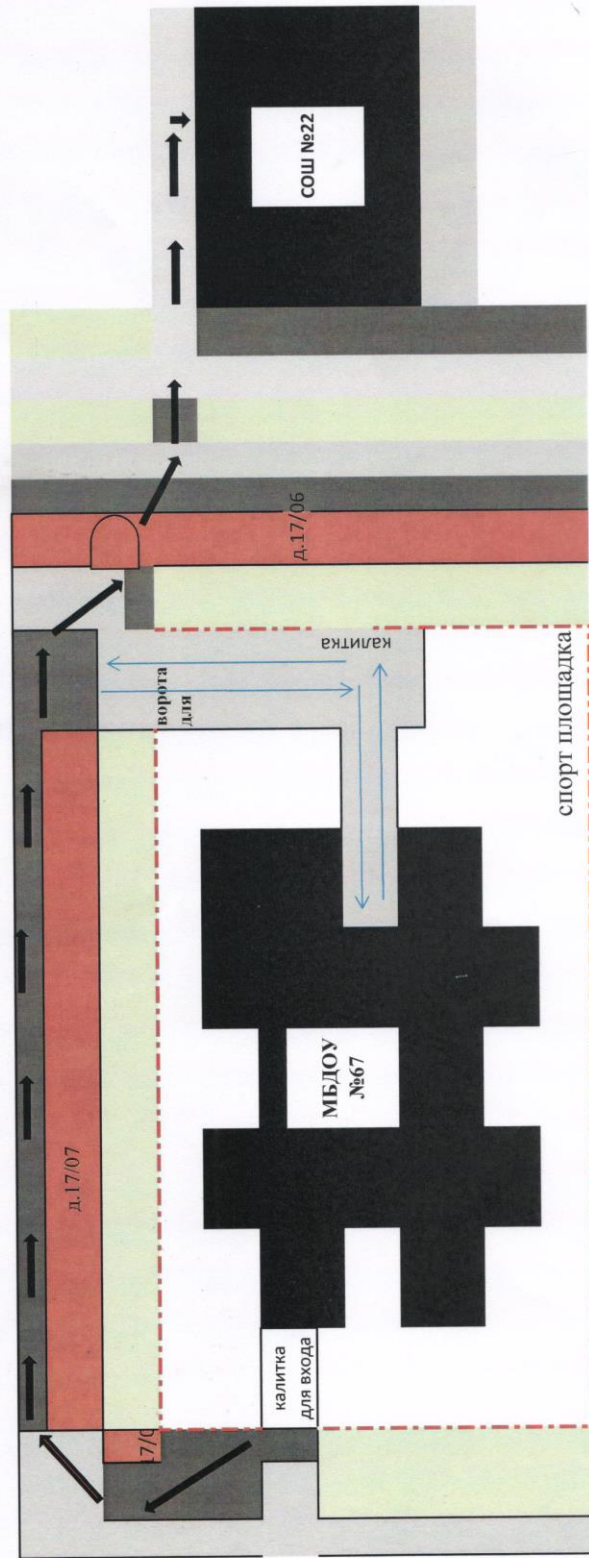 СОШ №22
д.17/06
калитка
ворота
для
спорт площадка
д.17/07
МБДОУ
№67
калитка
для входа